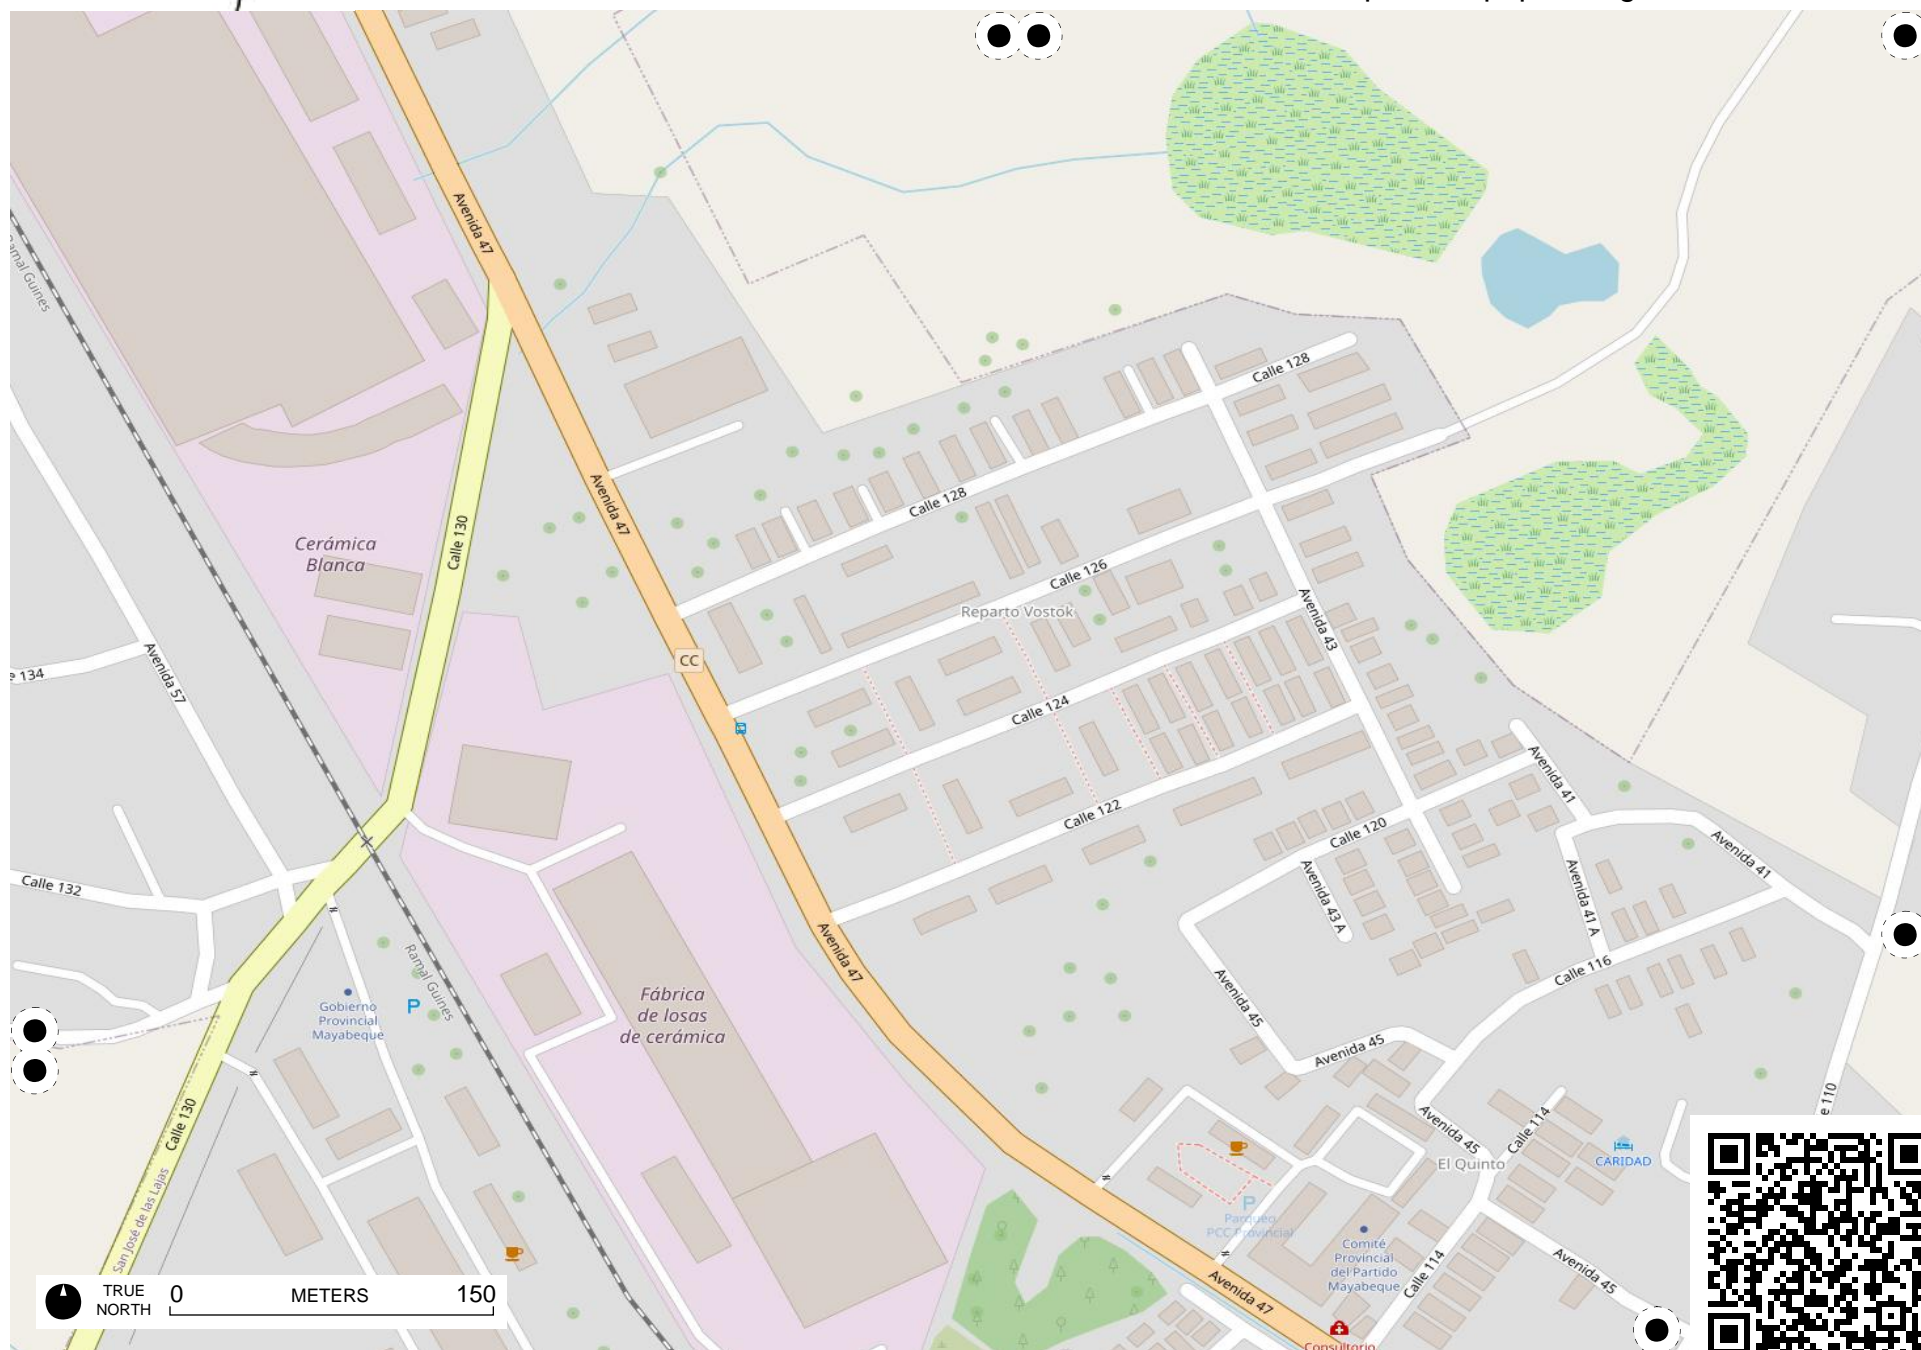 Avenida 47
Ramal Guines
Calle 128
Calle 128
Avenida 47
Calle 130
Cerámica
Blanca
Calle 126
Reparto Vostok
Avenida 43
CC
134
Avenida 57
Calle 124
Avenida 41
Calle 122
Calle 120
Avenida 41
Calle 132
Avenida 43 A
Avenida 41 A
Avenida 47
Ramal Guines
Calle 116
Gobierno
Provincial
Mayabeque
P
Fábrica
de losas
de cerámica
Avenida 45
Avenida 45
Calle 130
110
Avenida 45
Calle 114
El Quinto
CARIDAD
San José de las Lajas
P
Parqueo
PCC Provincial
Comité
Provincial
del Partido
Mayabeque
Calle 114
Avenida 45
Avenida 47
Consultorio
TRUE
NORTH
0 METERS 150